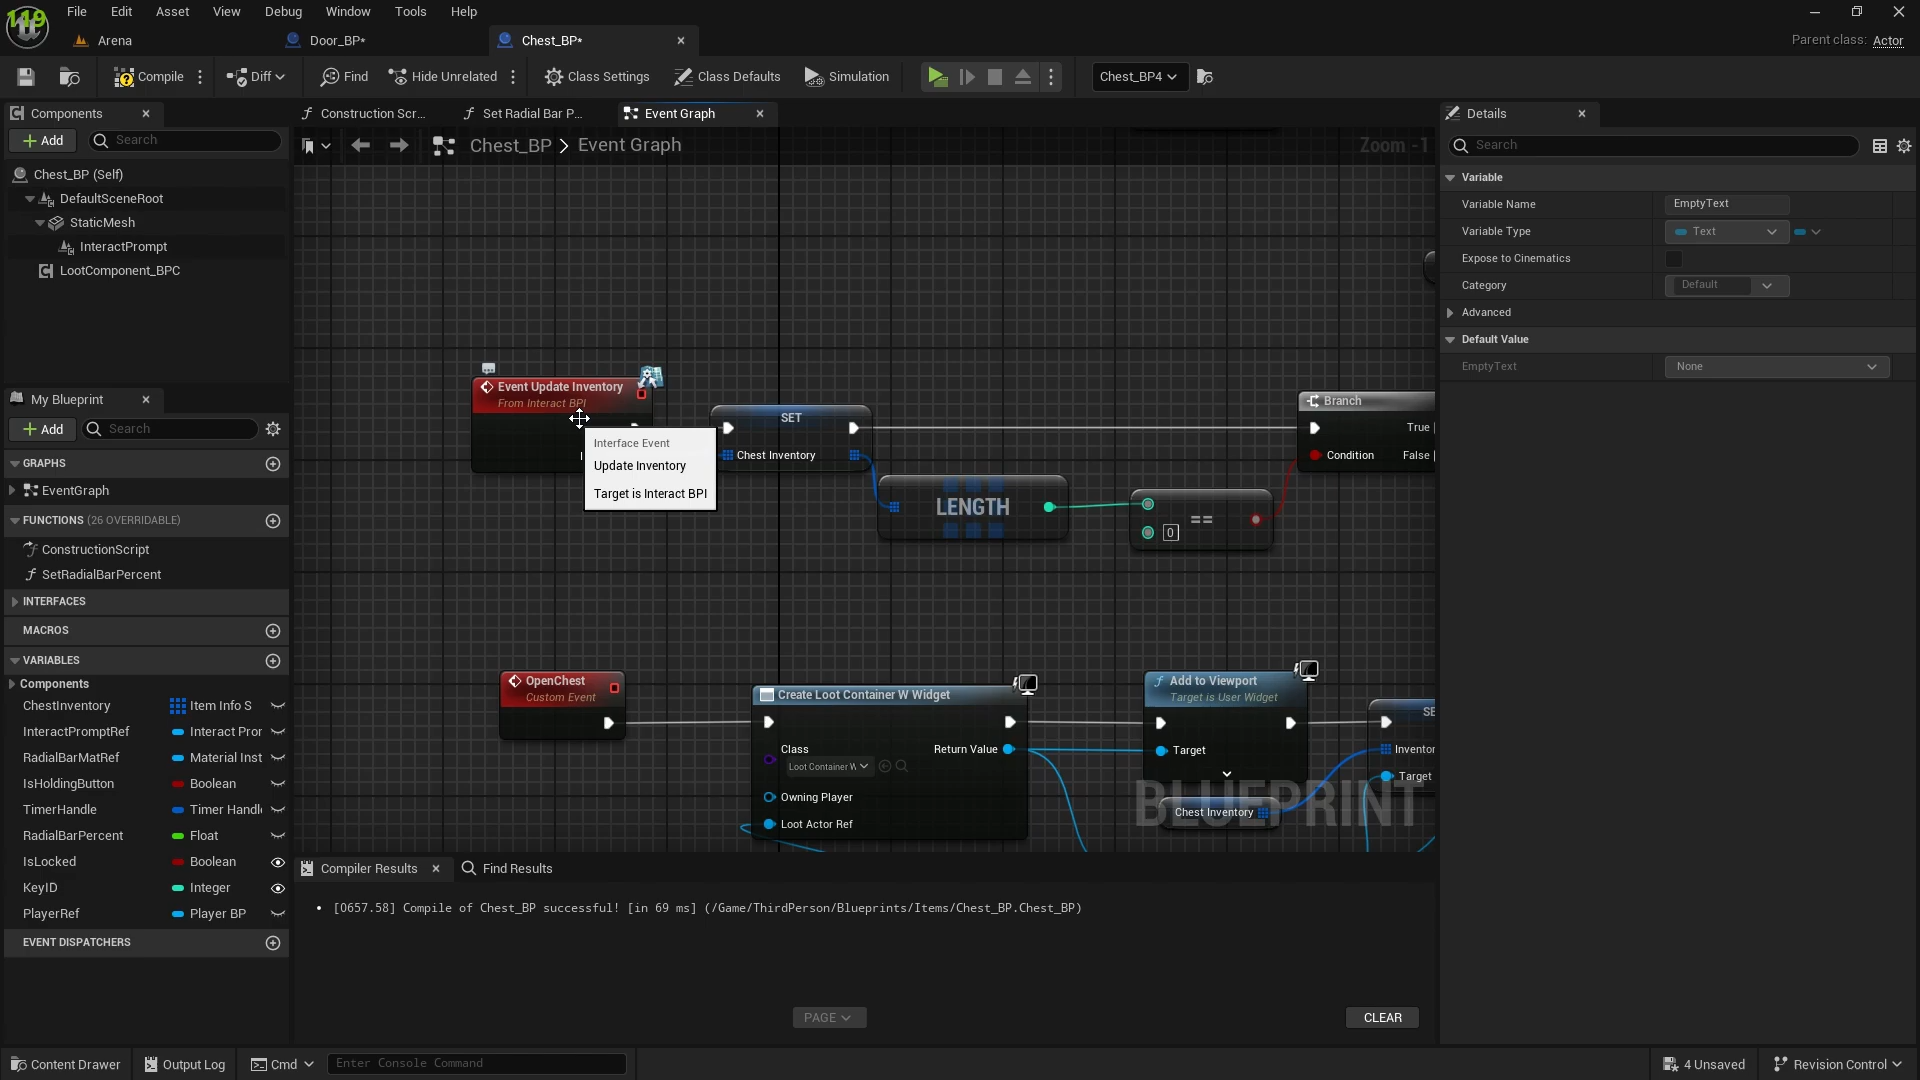 119
File Edit Asset View Debug Window Tools Help
Arena
Door_BP*
Chest_BP*
Parent class: Actor
Compile
Diff
Find
Hide Unrelated
Class Settings
Class Defaults
Simulation
Chest_BP4
Components
Construction Scr...
Set Radial Bar P...
Event Graph
Details
Add
Search
Chest_BP > Event Graph
Zoom -1
Search
Chest_BP (Self)
DefaultSceneRoot
StaticMesh
InteractPrompt
LootComponent_BPC
Variable
Variable Name
EmptyText
Variable Type
Text
Expose to Cinematics
Category
Default
Advanced
Default Value
EmptyText
None
My Blueprint
Add
Search
GRAPHS
EventGraph
FUNCTIONS (26 OVERRIDABLE)
ConstructionScript
SetRadialBarPercent
INTERFACES
MACROS
VARIABLES
Components
ChestInventory Item Info S
InteractPromptRef Interact Pror
RadialBarMatRef Material Inst
IsHoldingButton Boolean
TimerHandle Timer Handl
RadialBarPercent Float
IsLocked Boolean
KeyID Integer
PlayerRef Player BP
EVENT DISPATCHERS
Event Update Inventory
From Interact BPI
Interface Event
Update Inventory
Target is Interact BPI
SET
Chest Inventory
LENGTH
==
0
Branch
True
Condition
False
OpenChest
Custom Event
Create Loot Container W Widget
Class
Loot Container W
Return Value
Owning Player
Loot Actor Ref
Add to Viewport
Target is User Widget
Target
Chest Inventory
SE
Inventor
Target
BLUEPRINT
Compiler Results
Find Results
• [0657.58] Compile of Chest_BP successful! [in 69 ms] (/Game/ThirdPerson/Blueprints/Items/Chest_BP.Chest_BP)
PAGE
CLEAR
Content Drawer
Output Log
Cmd
Enter Console Command
4 Unsaved
Revision Control